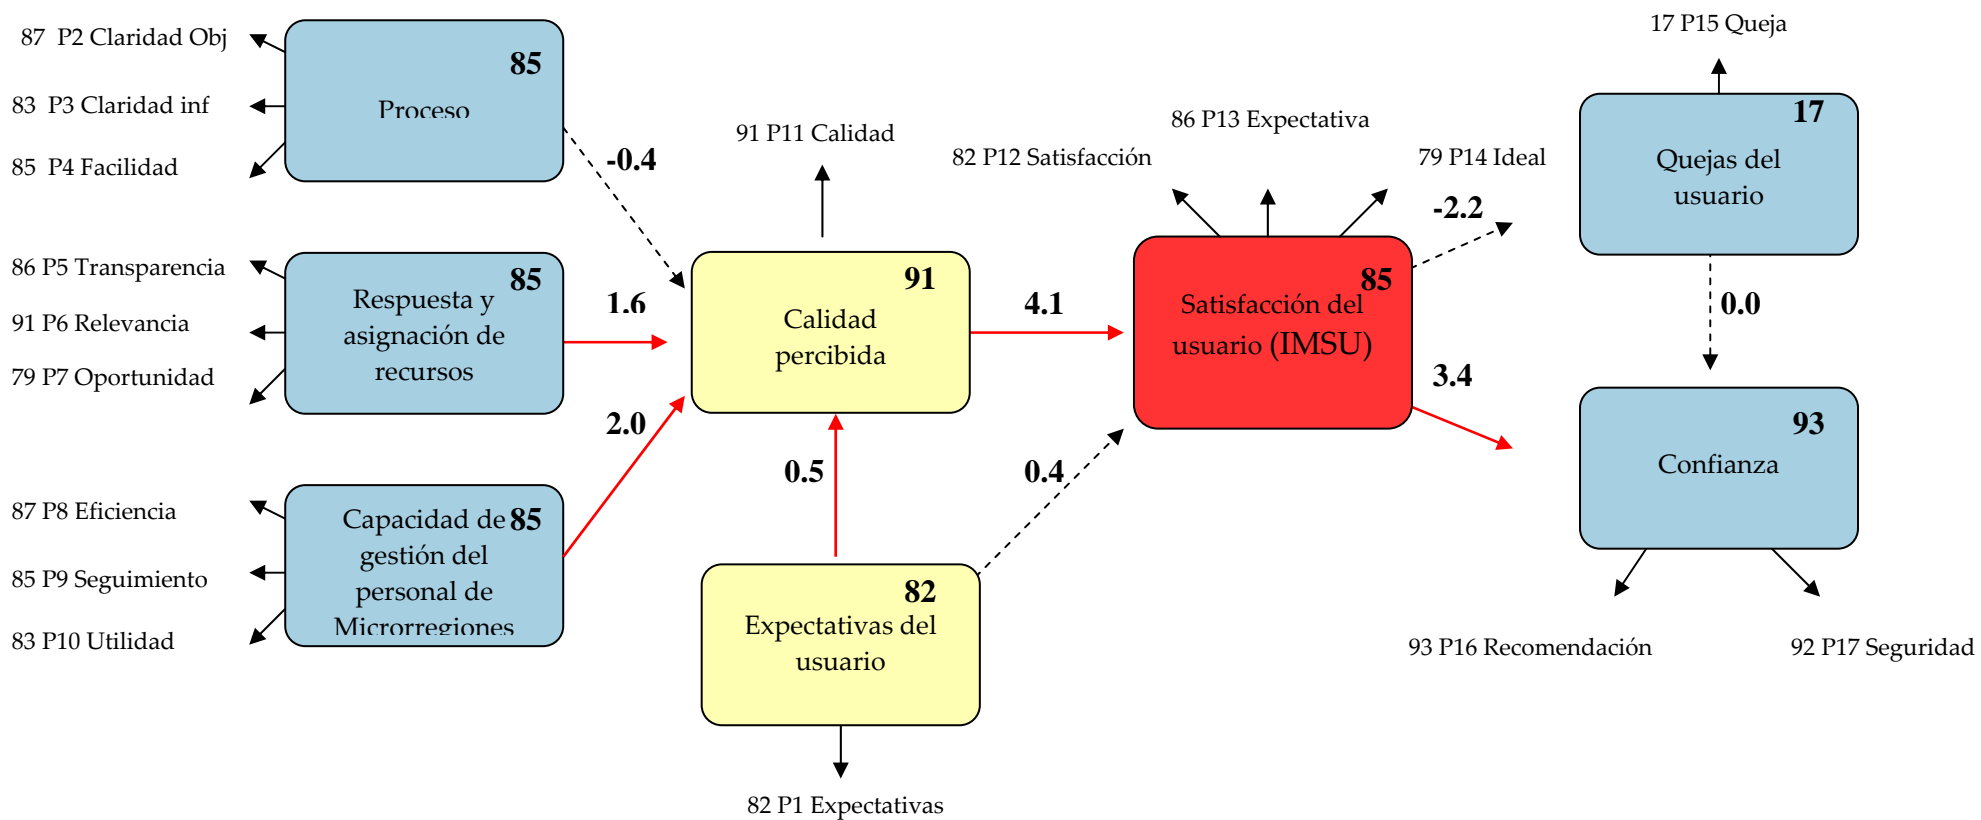 87 P2 Claridad Obj
83 P3 Claridad inf
85 P4 Facilidad
85
Proceso
-0.4
86 P5 Transparencia
91 P6 Relevancia
79 P7 Oportunidad
85
Respuesta y
asignación de
recursos
1.6
87 P8 Eficiencia
85 P9 Seguimiento
83 P10 Utilidad
85
Capacidad de
gestión del
personal de
Microrregiones
2.0
91 P11 Calidad
91
Calidad
percibida
4.1
0.5
82
Expectativas del
usuario
82 P1 Expectativas
0.4
82 P12 Satisfacción
86 P13 Expectativa
79 P14 Ideal
85
Satisfacción del
usuario (IMSU)
-2.2
3.4
17 P15 Queja
17
Quejas del
usuario
0.0
93
Confianza
93 P16 Recomendación
92 P17 Seguridad